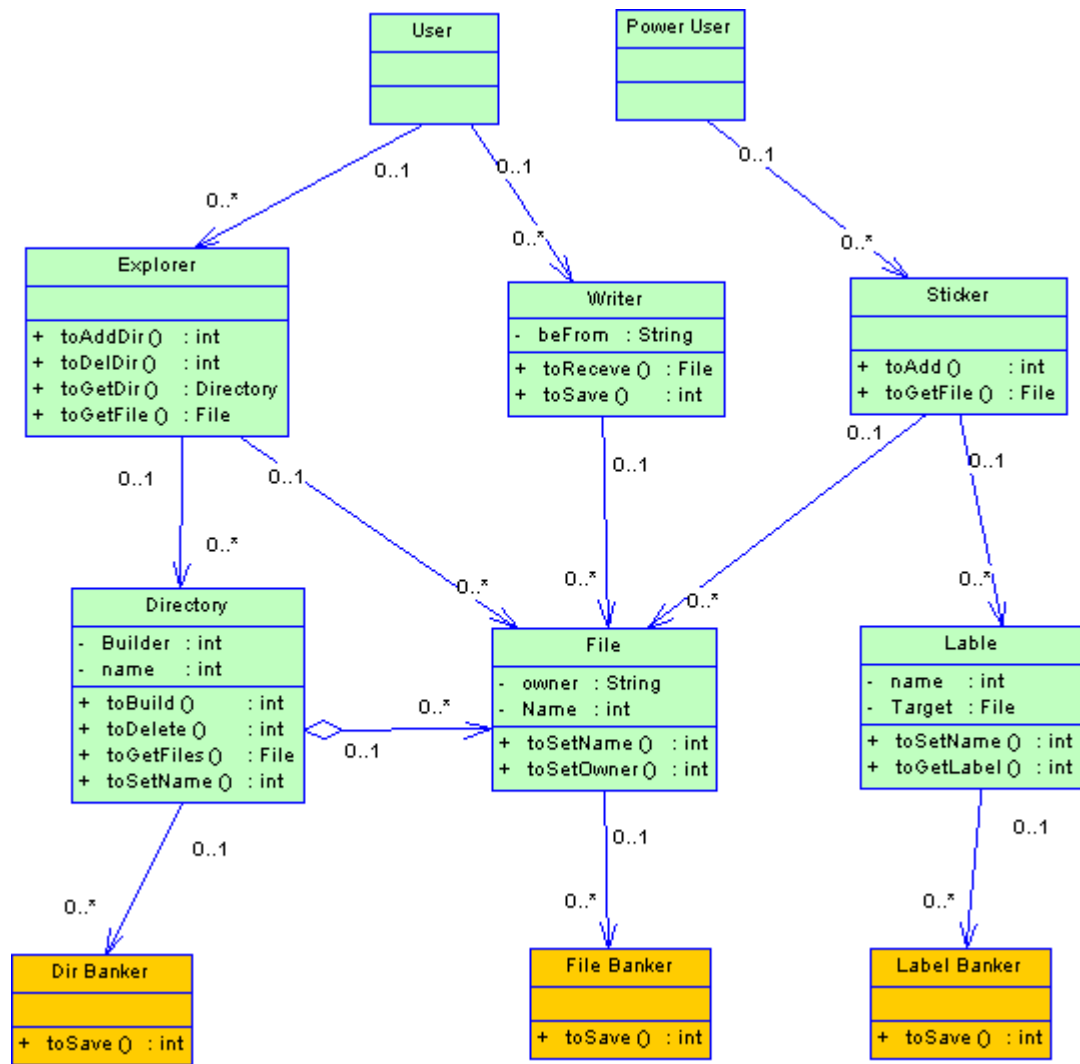 User
Power User
0..1
0..1
0..1
0..*
0..*
0..*
Explorer
+ toAddDir () : int
+ toDelDir () : int
+ toGetDir () : Directory
+ toGetFile () : File
Writer
- beFrom : String
+ toReceve () : File
+ toSave () : int
Sticker
+ toAdd () : int
+ toGetFile () : File
0..1
0..1
0..1
0..1
0..1
0..*
0..*
0..*
0..*
0..*
Directory
- Builder : int
- name : int
+ toBuild () : int
+ toDelete () : int
+ toGetFiles () : File
+ toSetName () : int
0..*
0..1
File
- owner : String
- Name : int
+ toSetName () : int
+ toSetOwner () : int
Lable
- name : int
- Target : File
+ toSetName () : int
+ toGetLabel () : int
0..1
0..1
0..1
0..*
0..*
0..*
Dir Banker
+ toSave () : int
File Banker
+ toSave () : int
Label Banker
+ toSave () : int